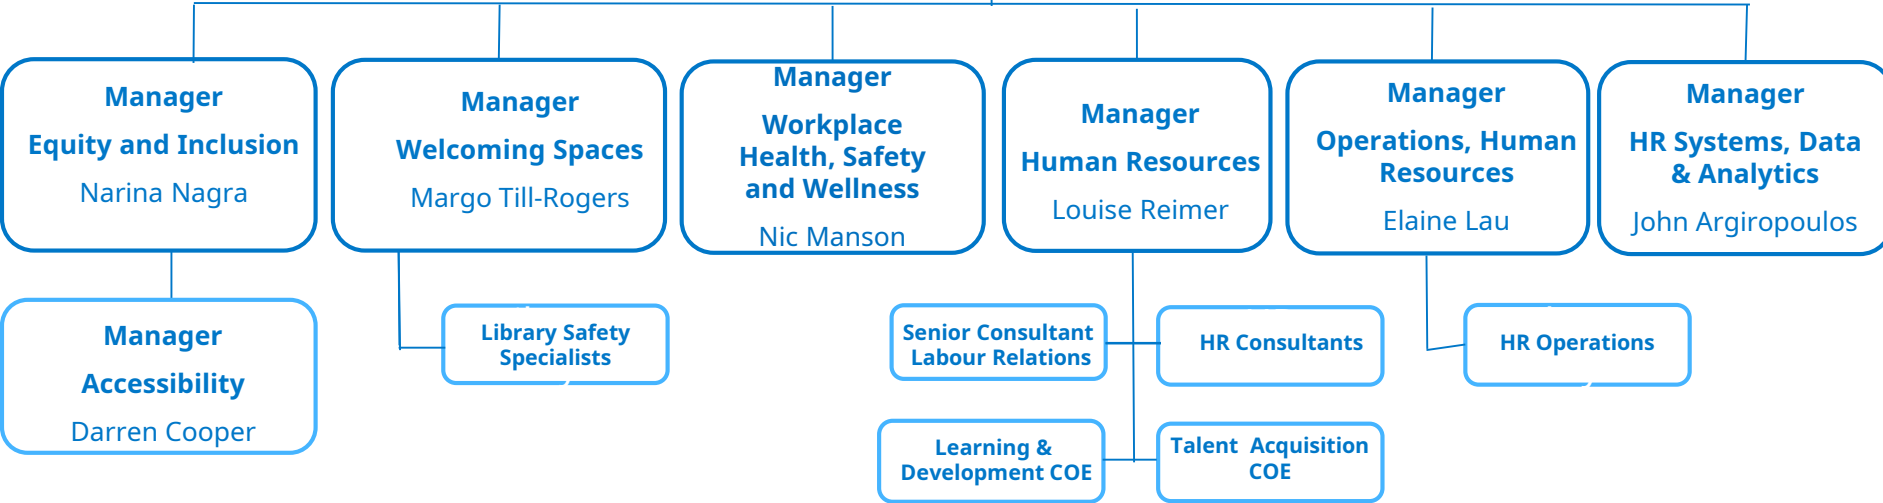 Manager
Equity and Inclusion
Narina Nagra
Manager
Welcoming Spaces
Margo Till-Rogers
Manager
Workplace
Health, Safety
and Wellness
Nic Manson
Manager
Human Resources
Louise Reimer
Manager
Operations, Human
Resources
Elaine Lau
Manager
HR Systems, Data
& Analytics
John Argiropoulos
Manager
Accessibility
Darren Cooper
Library Safety
Specialists
Senior Consultant
Labour Relations
HR Consultants
HR Operations
Learning &
Development COE
Talent Acquisition
COE